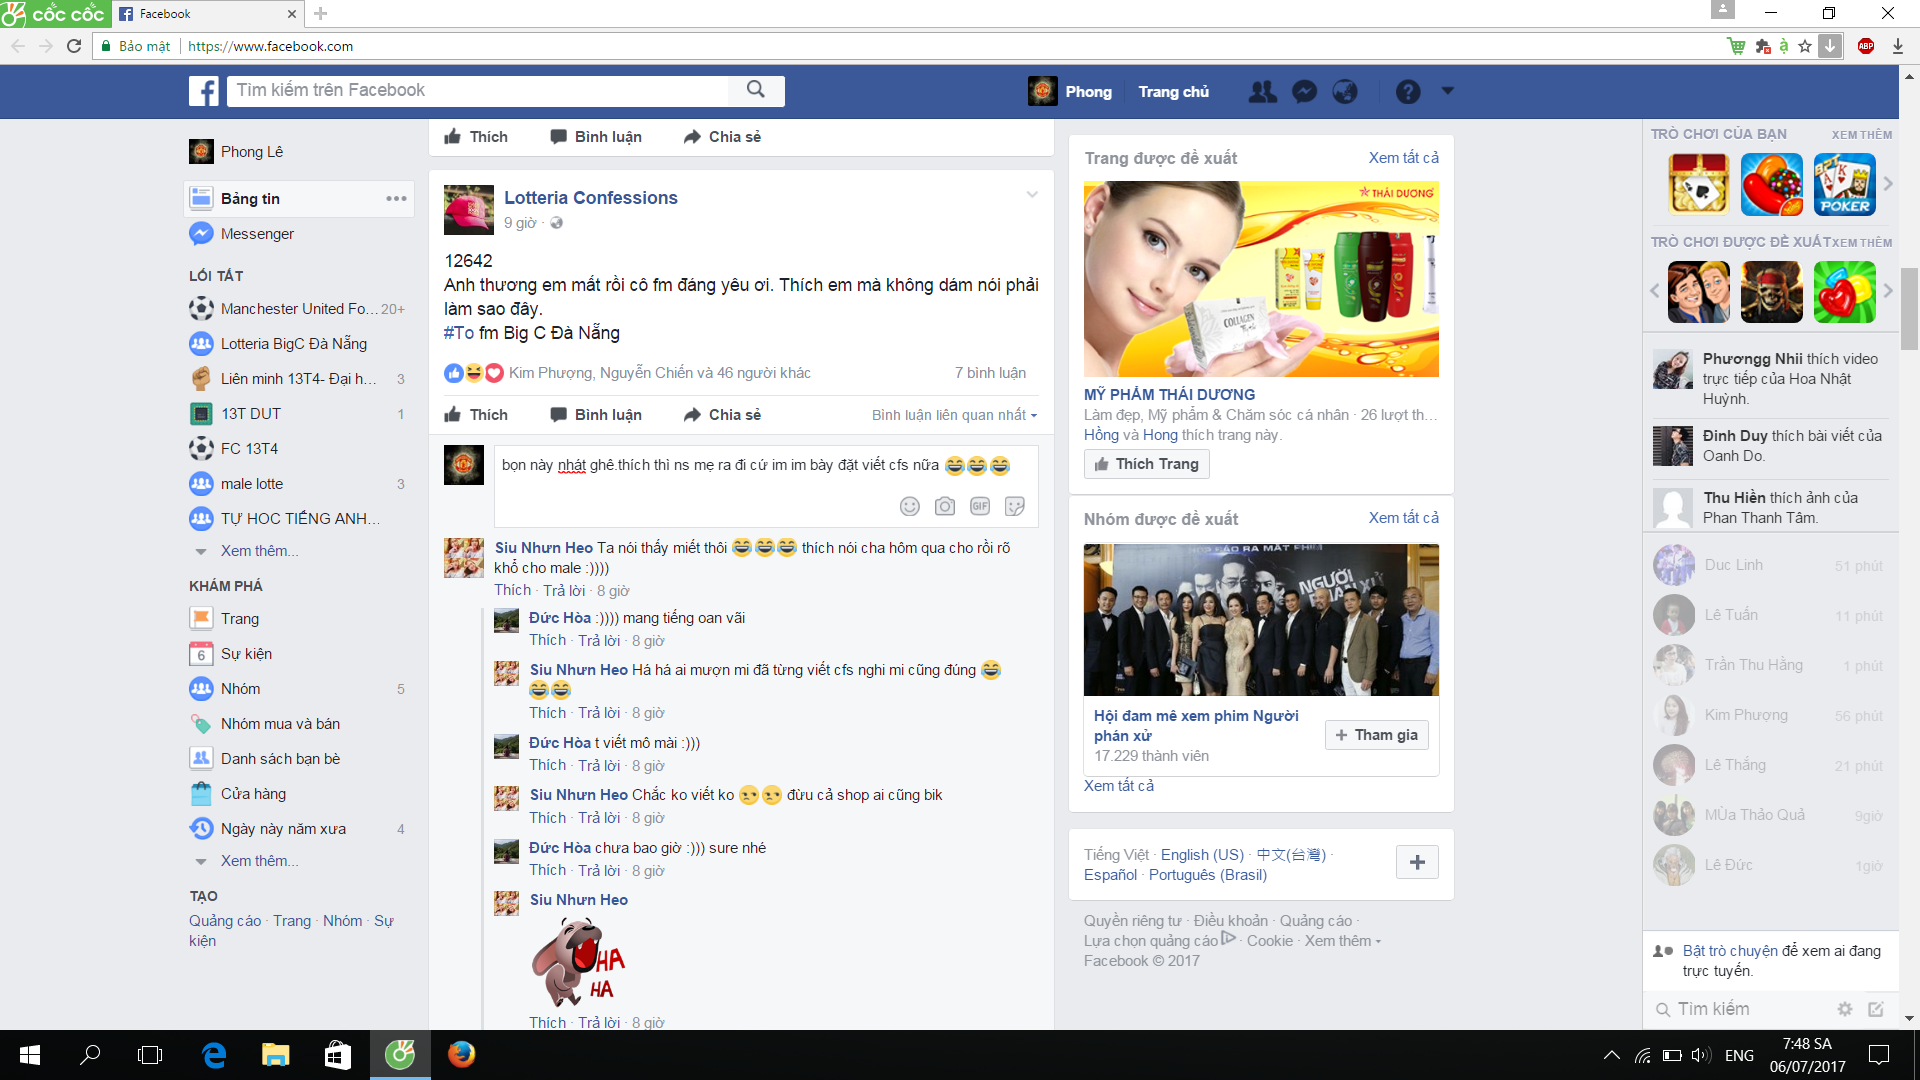 cốc cốc
Facebook
Bảo mật
https://www.facebook.com
ABP
Tìm kiếm trên Facebook
Phong
Trang chủ
Phong Lê
Bảng tin
Messenger
LỐI TẮT
Manchester United Fo... 20+
Lotteria BigC Đà Nẵng
Liên minh 13T4- Đại h... 3
13T DUT 1
FC 13T4
male lotte 3
TỰ HOC TIẾNG ANH...
Xem thêm...
KHÁM PHÁ
Trang
6 Sự kiện
Nhóm 5
Nhóm mua và bán
Danh sách bạn bè
Cửa hàng
Ngày này năm xưa 4
Xem thêm...
TẠO
Quảng cáo · Trang · Nhóm · Sự
kiện
Thích Bình luận Chia sẻ
Lotteria Confessions
9 giờ ·
12642
Anh thương em mất rồi cô fm đáng yêu ơi. Thích em mà không dám nói phải
làm sao đây.
#To fm Big C Đà Nẵng
Kim Phượng, Nguyễn Chiến và 46 người khác
7 bình luận
Thích Bình luận Chia sẻ
Bình luận liên quan nhất
bọn này nhát ghê.thích thì ns mẹ ra đi cứ im im bày đặt viết cfs nữa 😂😂😂
GIF
Siu Nhưn Heo Ta nói thấy miết thôi 😂😂😂 thích nói cha hôm qua cho rồi rõ
khổ cho male :))))
Thích · Trả lời · 8 giờ
Đức Hòa :)))) mang tiếng oan vãi
Thích · Trả lời · 8 giờ
Siu Nhưn Heo Há há ai mượn mi đã từng viết cfs nghi mi cũng đúng 😂
😂😂
Thích · Trả lời · 8 giờ
Đức Hòa t viết mô mài :)))
Thích · Trả lời · 8 giờ
Siu Nhưn Heo Chắc ko viết ko 😒😒 đừu cả shop ai cũng bik
Thích · Trả lời · 8 giờ
Đức Hòa chưa bao giờ :))) sure nhé
Thích · Trả lời · 8 giờ
Siu Nhưn Heo
HA
HA
Thích · Trả lời · 8 giờ
Trang được đề xuất
Xem tất cả
THÁI DƯƠNG
COLLAGEN
MỸ PHẨM THÁI DƯƠNG
Làm đẹp, Mỹ phẩm & Chăm sóc cá nhân · 26 lượt th...
Hồng và Hong thích trang này.
Thích Trang
Nhóm được đề xuất
Xem tất cả
NGƯỜI
PHÁN XỬ
Hội đam mê xem phim Người
phán xử
17.229 thành viên
Tham gia
Xem tất cả
Tiếng Việt · English (US) · 中文(台灣) ·
Español · Português (Brasil)
Quyền riêng tư · Điều khoản · Quảng cáo ·
Lựa chọn quảng cáo · Cookie · Xem thêm
Facebook © 2017
TRÒ CHƠI CỦA BẠN
XEM THÊM
POKER
TRÒ CHƠI ĐƯỢC ĐỀ XUẤT
XEM THÊM
Phươngg Nhii thích video
trực tiếp của Hoa Nhật
Huỳnh.
Đinh Duy thích bài viết của
Oanh Do.
Thu Hiền thích ảnh của
Phan Thanh Tâm.
Duc Linh 51 phút
Lê Tuấn 11 phút
Trần Thu Hằng 1 phút
Kim Phượng 56 phút
Lê Thắng 21 phút
MÙa Thảo Quả 9giờ
Lê Đức 1giờ
Bật trò chuyện để xem ai đang
trực tuyến.
Tìm kiếm
ENG
7:48 SA
06/07/2017